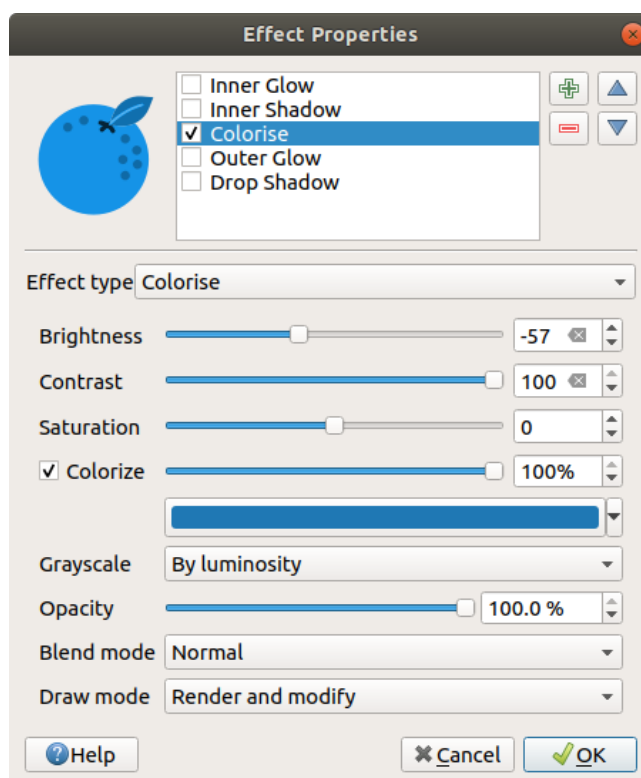 Effect Properties
Inner Glow
Inner Shadow
Colorise
Outer Glow
Drop Shadow
Effect type Colorise
Brightness -57
Contrast 100
Saturation 0
Colorize 100%
Grayscale By luminosity
Opacity 100.0 %
Blend mode Normal
Draw mode Render and modify
?Help Cancel OK